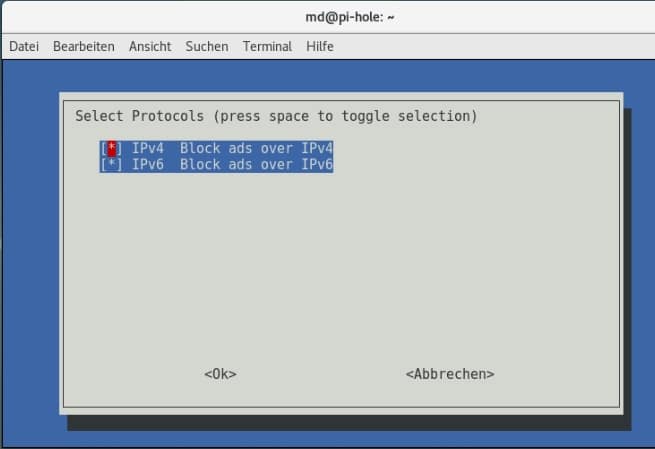 md@pi-hole: ~
Datei Bearbeiten Ansicht Suchen Terminal Hilfe
Select Protocols (press space to toggle selection)
[*] IPv4 Block ads over IPv4
[*] IPv6 Block ads over IPv6
<Ok> <Abbrechen>